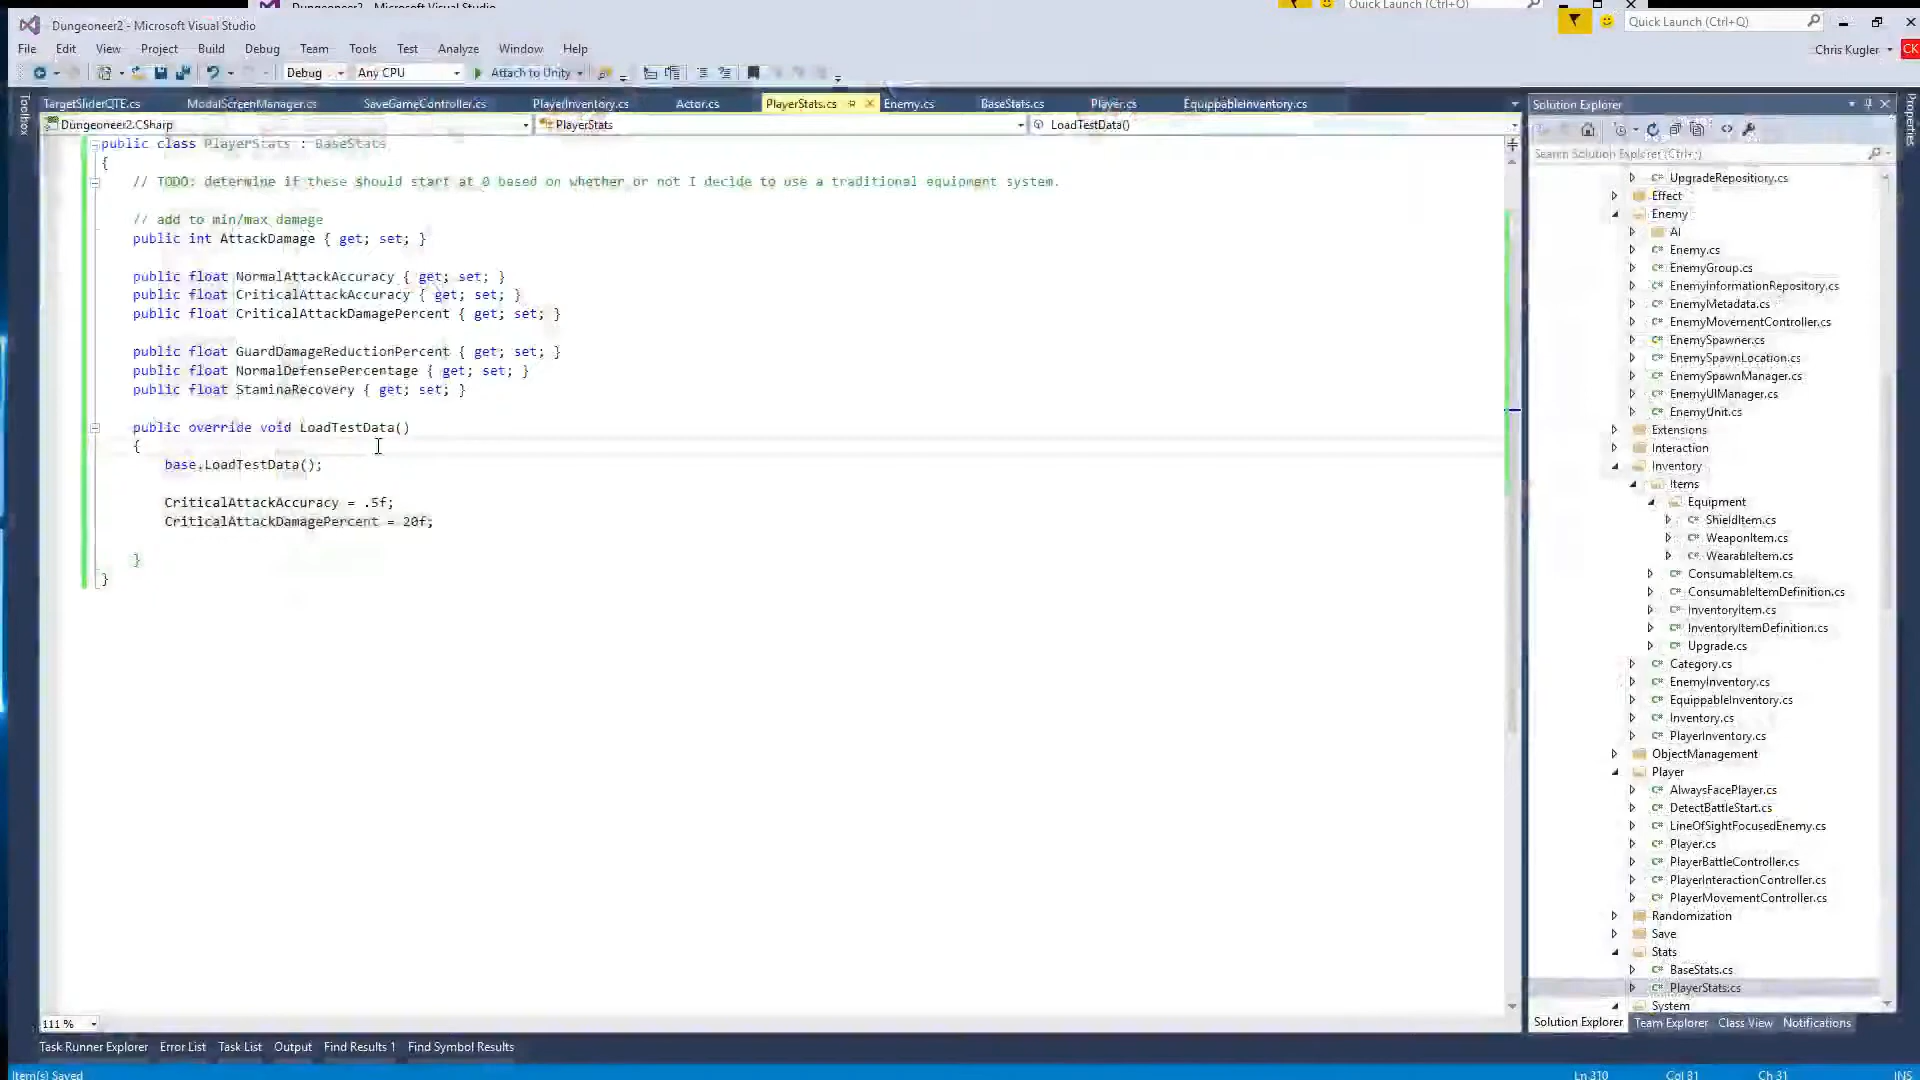 Dungeoneer2 - Microsoft Visual Studio
Quick Launch (Ctrl+Q)
Dungeoneer2 - Microsoft Visual Studio
Quick Launch (Ctrl+Q)
File Edit View Project Build Debug Team Tools Test Analyze Window Help
Chris Kugler
CK
Debug Any CPU Attach to Unity
Toolbox
TargetSliderQTE.cs ModalScreenManager.cs SaveGameController.cs PlayerInventory.cs Actor.cs PlayerStats.cs Enemy.cs BaseStats.cs Player.cs EquippableInventory.cs
Dungeoneer2.CSharp PlayerStats LoadTestData()
public class PlayerStats : BaseStats
{
// TODO: determine if these should start at 0 based on whether or not I decide to use a traditional equipment system.
// add to min/max damage
public int AttackDamage { get; set; }
public float NormalAttackAccuracy { get; set; }
public float CriticalAttackAccuracy { get; set; }
public float CriticalAttackDamagePercent { get; set; }
public float GuardDamageReductionPercent { get; set; }
public float NormalDefensePercentage { get; set; }
public float StaminaRecovery { get; set; }
public override void LoadTestData()
{
base.LoadTestData();
CriticalAttackAccuracy = .5f;
CriticalAttackDamagePercent = 20f;
}
}
111 %
Solution Explorer
Search Solution Explorer (Ctrl+;)
UpgradeRepository.cs
Effect
Enemy
AI
Enemy.cs
EnemyGroup.cs
EnemyInformationRepository.cs
EnemyMetadata.cs
EnemyMovementController.cs
EnemySpawner.cs
EnemySpawnLocation.cs
EnemySpawnManager.cs
EnemyUIManager.cs
EnemyUnit.cs
Extensions
Interaction
Inventory
Items
Equipment
ShieldItem.cs
WeaponItem.cs
WearableItem.cs
ConsumableItem.cs
ConsumableItemDefinition.cs
InventoryItem.cs
InventoryItemDefinition.cs
Upgrade.cs
Category.cs
EnemyInventory.cs
EquippableInventory.cs
Inventory.cs
PlayerInventory.cs
ObjectManagement
Player
AlwaysFacePlayer.cs
DetectBattleStart.cs
LineOfSightFocusedEnemy.cs
Player.cs
PlayerBattleController.cs
PlayerInteractionController.cs
PlayerMovementController.cs
Randomization
Save
Stats
BaseStats.cs
PlayerStats.cs
System
Solution Explorer Team Explorer Class View Notifications
Properties
Task Runner Explorer Error List Task List Output Find Results 1 Find Symbol Results
Item(s) Saved
Ln 310 Col 31 Ch 31 INS